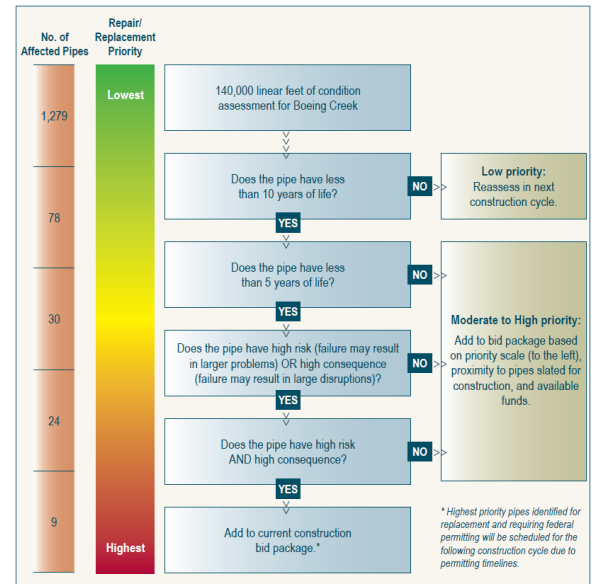 No. of
Affected Pipes
Repair/
Replacement
Priority
1,279
78
30
24
9
Lowest
Highest
140,000 linear feet of condition
assessment for Boeing Creek
Does the pipe have less
than 10 years of life?
NO >>
Low priority:
Reassess in next
construction cycle.
YES
Does the pipe have less
than 5 years of life?
NO >>
YES
Does the pipe have high risk (failure may result
in larger problems) OR high consequence
(failure may result in large disruptions)?
NO >>
YES
Does the pipe have high risk
AND high consequence?
NO >>
Moderate to High priority:
Add to bid package based
on priority scale (to the left),
proximity to pipes slated for
construction, and available
funds.
YES
Add to current construction
bid package.*
* Highest priority pipes identified for
replacement and requiring federal
permitting will be scheduled for the
following construction cycle due to
permitting timelines.